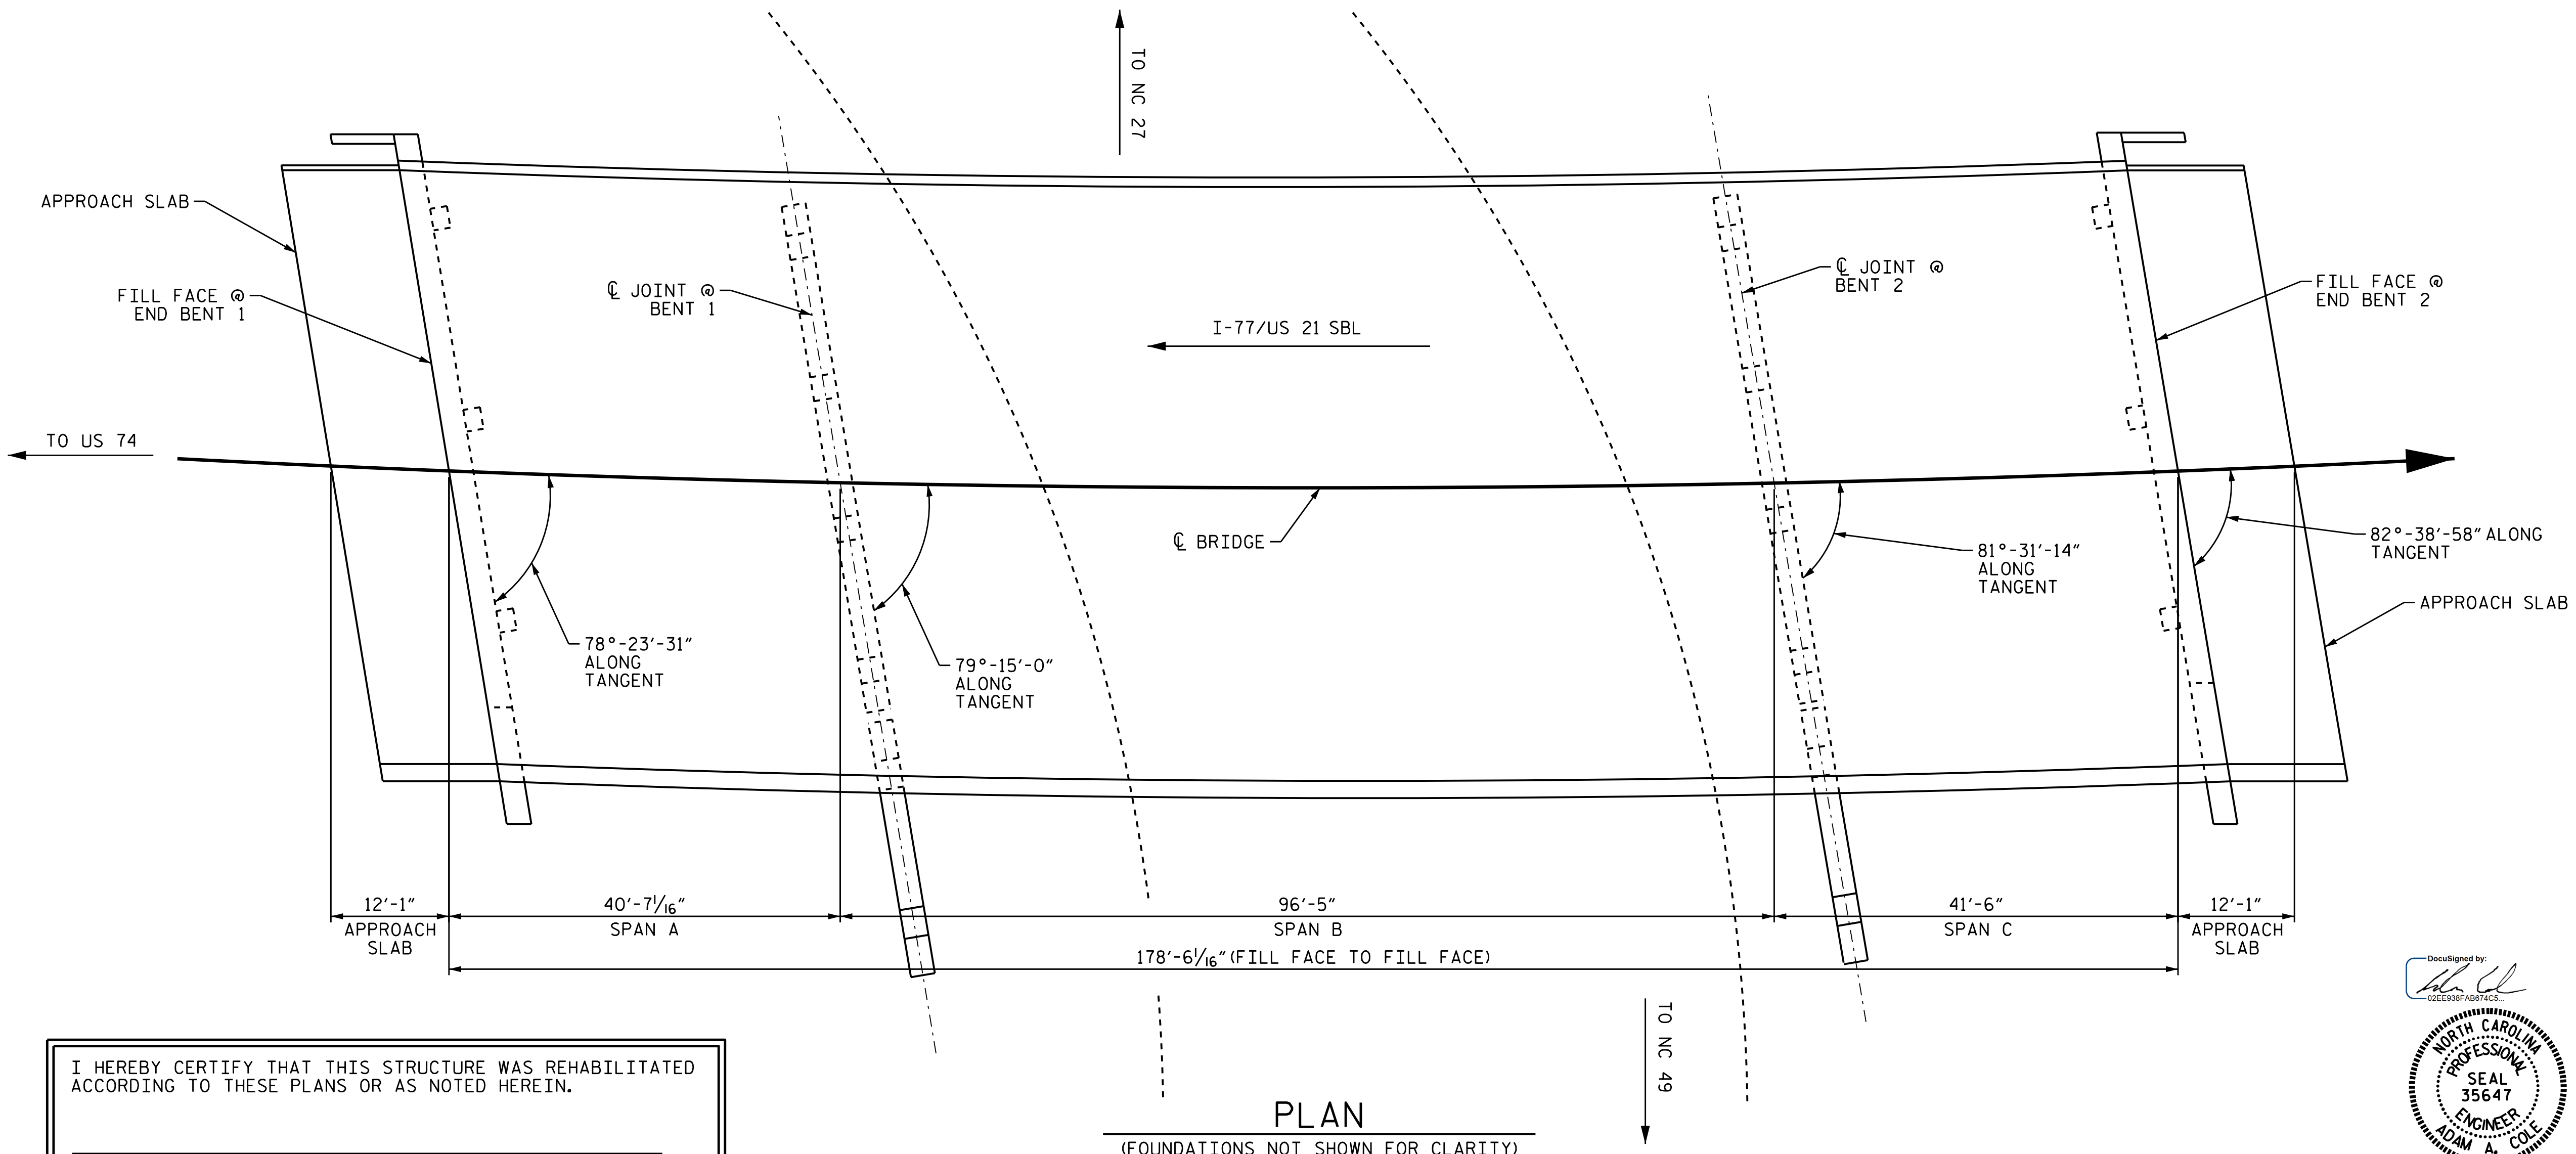 TO NC 27
APPROACH SLAB
FILL FACE @
END BENT 1
℄ JOINT @
BENT 1
I-77/US 21 SBL
℄ JOINT @
BENT 2
FILL FACE @
END BENT 2
TO US 74
℄ BRIDGE
78°-23'-31"
ALONG
TANGENT
79°-15'-0"
ALONG
TANGENT
81°-31'-14"
ALONG
TANGENT
82°-38'-58" ALONG
TANGENT
APPROACH SLAB
12'-1"
APPROACH
SLAB
40'-7 1/16"
SPAN A
96'-5"
SPAN B
41'-6"
SPAN C
12'-1"
APPROACH
SLAB
178'-6 1/16" (FILL FACE TO FILL FACE)
TO NC 49
I HEREBY CERTIFY THAT THIS STRUCTURE WAS REHABILITATED
ACCORDING TO THESE PLANS OR AS NOTED HEREIN.
PLAN
(FOUNDATIONS NOT SHOWN FOR CLARITY)
DocuSigned by:
02EE938FAB674C5...
NORTH CAROLINA
PROFESSIONAL
SEAL
35647
ENGINEER
ADAM A. COLE